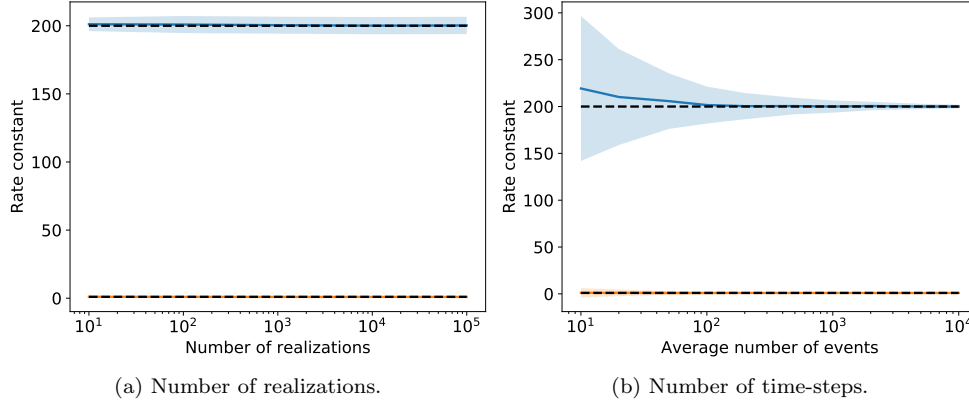 200
150
100
50
0
Rate constant
10¹ 10² 10³ 10⁴ 10⁵
Number of realizations
(a) Number of realizations.
300
250
200
150
100
50
0
Rate constant
10¹ 10² 10³ 10⁴
Average number of events
(b) Number of time-steps.